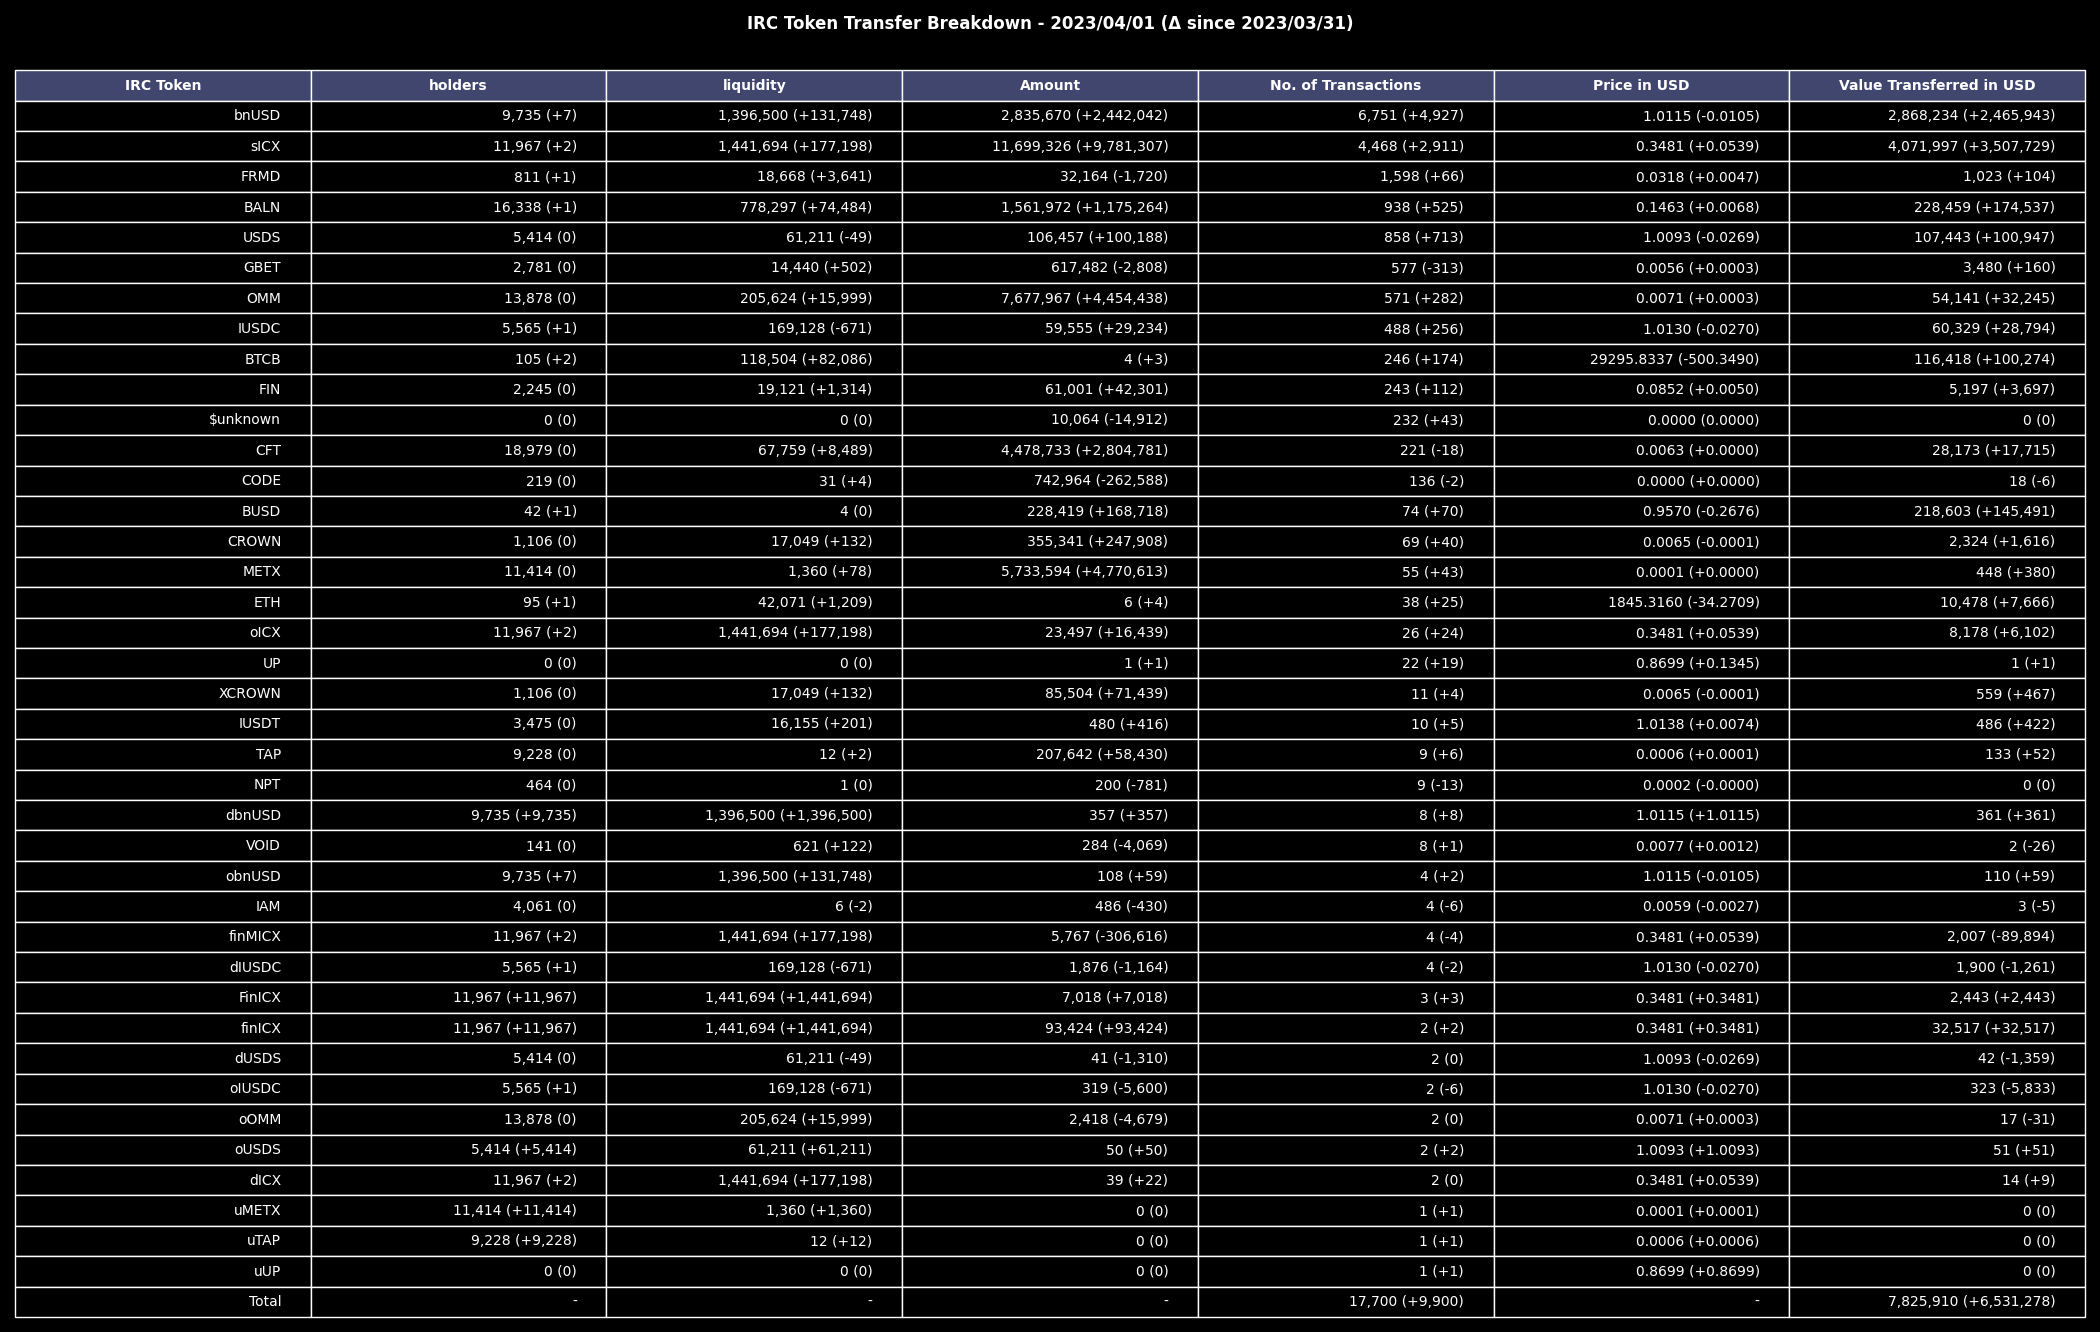 IRC Token Transfer Breakdown - 2023/04/01 (Δ since 2023/03/31)
IRC Token holders liquidity Amount No. of Transactions Price in USD Value Transferred in USD
bnUSD 9,735 (+7) 1,396,500 (+131,748) 2,835,670 (+2,442,042) 6,751 (+4,927) 1.0115 (-0.0105) 2,868,234 (+2,465,943)
sICX 11,967 (+2) 1,441,694 (+177,198) 11,699,326 (+9,781,307) 4,468 (+2,911) 0.3481 (+0.0539) 4,071,997 (+3,507,729)
FRMD 811 (+1) 18,668 (+3,641) 32,164 (-1,720) 1,598 (+66) 0.0318 (+0.0047) 1,023 (+104)
BALN 16,338 (+1) 778,297 (+74,484) 1,561,972 (+1,175,264) 938 (+525) 0.1463 (+0.0068) 228,459 (+174,537)
USDS 5,414 (0) 61,211 (-49) 106,457 (+100,188) 858 (+713) 1.0093 (-0.0269) 107,443 (+100,947)
GBET 2,781 (0) 14,440 (+502) 617,482 (-2,808) 577 (-313) 0.0056 (+0.0003) 3,480 (+160)
OMM 13,878 (0) 205,624 (+15,999) 7,677,967 (+4,454,438) 571 (+282) 0.0071 (+0.0003) 54,141 (+32,245)
IUSDC 5,565 (+1) 169,128 (-671) 59,555 (+29,234) 488 (+256) 1.0130 (-0.0270) 60,329 (+28,794)
BTCB 105 (+2) 118,504 (+82,086) 4 (+3) 246 (+174) 29295.8337 (-500.3490) 116,418 (+100,274)
FIN 2,245 (0) 19,121 (+1,314) 61,001 (+42,301) 243 (+112) 0.0852 (+0.0050) 5,197 (+3,697)
$unknown 0 (0) 0 (0) 10,064 (-14,912) 232 (+43) 0.0000 (0.0000) 0 (0)
CFT 18,979 (0) 67,759 (+8,489) 4,478,733 (+2,804,781) 221 (-18) 0.0063 (+0.0000) 28,173 (+17,715)
CODE 219 (0) 31 (+4) 742,964 (-262,588) 136 (-2) 0.0000 (+0.0000) 18 (-6)
BUSD 42 (+1) 4 (0) 228,419 (+168,718) 74 (+70) 0.9570 (-0.2676) 218,603 (+145,491)
CROWN 1,106 (0) 17,049 (+132) 355,341 (+247,908) 69 (+40) 0.0065 (-0.0001) 2,324 (+1,616)
METX 11,414 (0) 1,360 (+78) 5,733,594 (+4,770,613) 55 (+43) 0.0001 (+0.0000) 448 (+380)
ETH 95 (+1) 42,071 (+1,209) 6 (+4) 38 (+25) 1845.3160 (-34.2709) 10,478 (+7,666)
oICX 11,967 (+2) 1,441,694 (+177,198) 23,497 (+16,439) 26 (+24) 0.3481 (+0.0539) 8,178 (+6,102)
UP 0 (0) 0 (0) 1 (+1) 22 (+19) 0.8699 (+0.1345) 1 (+1)
XCROWN 1,106 (0) 17,049 (+132) 85,504 (+71,439) 11 (+4) 0.0065 (-0.0001) 559 (+467)
IUSDT 3,475 (0) 16,155 (+201) 480 (+416) 10 (+5) 1.0138 (+0.0074) 486 (+422)
TAP 9,228 (0) 12 (+2) 207,642 (+58,430) 9 (+6) 0.0006 (+0.0001) 133 (+52)
NPT 464 (0) 1 (0) 200 (-781) 9 (-13) 0.0002 (-0.0000) 0 (0)
dbnUSD 9,735 (+9,735) 1,396,500 (+1,396,500) 357 (+357) 8 (+8) 1.0115 (+1.0115) 361 (+361)
VOID 141 (0) 621 (+122) 284 (-4,069) 8 (+1) 0.0077 (+0.0012) 2 (-26)
obnUSD 9,735 (+7) 1,396,500 (+131,748) 108 (+59) 4 (+2) 1.0115 (-0.0105) 110 (+59)
IAM 4,061 (0) 6 (-2) 486 (-430) 4 (-6) 0.0059 (-0.0027) 3 (-5)
finMICX 11,967 (+2) 1,441,694 (+177,198) 5,767 (-306,616) 4 (-4) 0.3481 (+0.0539) 2,007 (-89,894)
dIUSDC 5,565 (+1) 169,128 (-671) 1,876 (-1,164) 4 (-2) 1.0130 (-0.0270) 1,900 (-1,261)
FinICX 11,967 (+11,967) 1,441,694 (+1,441,694) 7,018 (+7,018) 3 (+3) 0.3481 (+0.3481) 2,443 (+2,443)
finICX 11,967 (+11,967) 1,441,694 (+1,441,694) 93,424 (+93,424) 2 (+2) 0.3481 (+0.3481) 32,517 (+32,517)
dUSDS 5,414 (0) 61,211 (-49) 41 (-1,310) 2 (0) 1.0093 (-0.0269) 42 (-1,359)
oIUSDC 5,565 (+1) 169,128 (-671) 319 (-5,600) 2 (-6) 1.0130 (-0.0270) 323 (-5,833)
oOMM 13,878 (0) 205,624 (+15,999) 2,418 (-4,679) 2 (0) 0.0071 (+0.0003) 17 (-31)
oUSDS 5,414 (+5,414) 61,211 (+61,211) 50 (+50) 2 (+2) 1.0093 (+1.0093) 51 (+51)
dICX 11,967 (+2) 1,441,694 (+177,198) 39 (+22) 2 (0) 0.3481 (+0.0539) 14 (+9)
uMETX 11,414 (+11,414) 1,360 (+1,360) 0 (0) 1 (+1) 0.0001 (+0.0001) 0 (0)
uTAP 9,228 (+9,228) 12 (+12) 0 (0) 1 (+1) 0.0006 (+0.0006) 0 (0)
uUP 0 (0) 0 (0) 0 (0) 1 (+1) 0.8699 (+0.8699) 0 (0)
Total - - - 17,700 (+9,900) - 7,825,910 (+6,531,278)